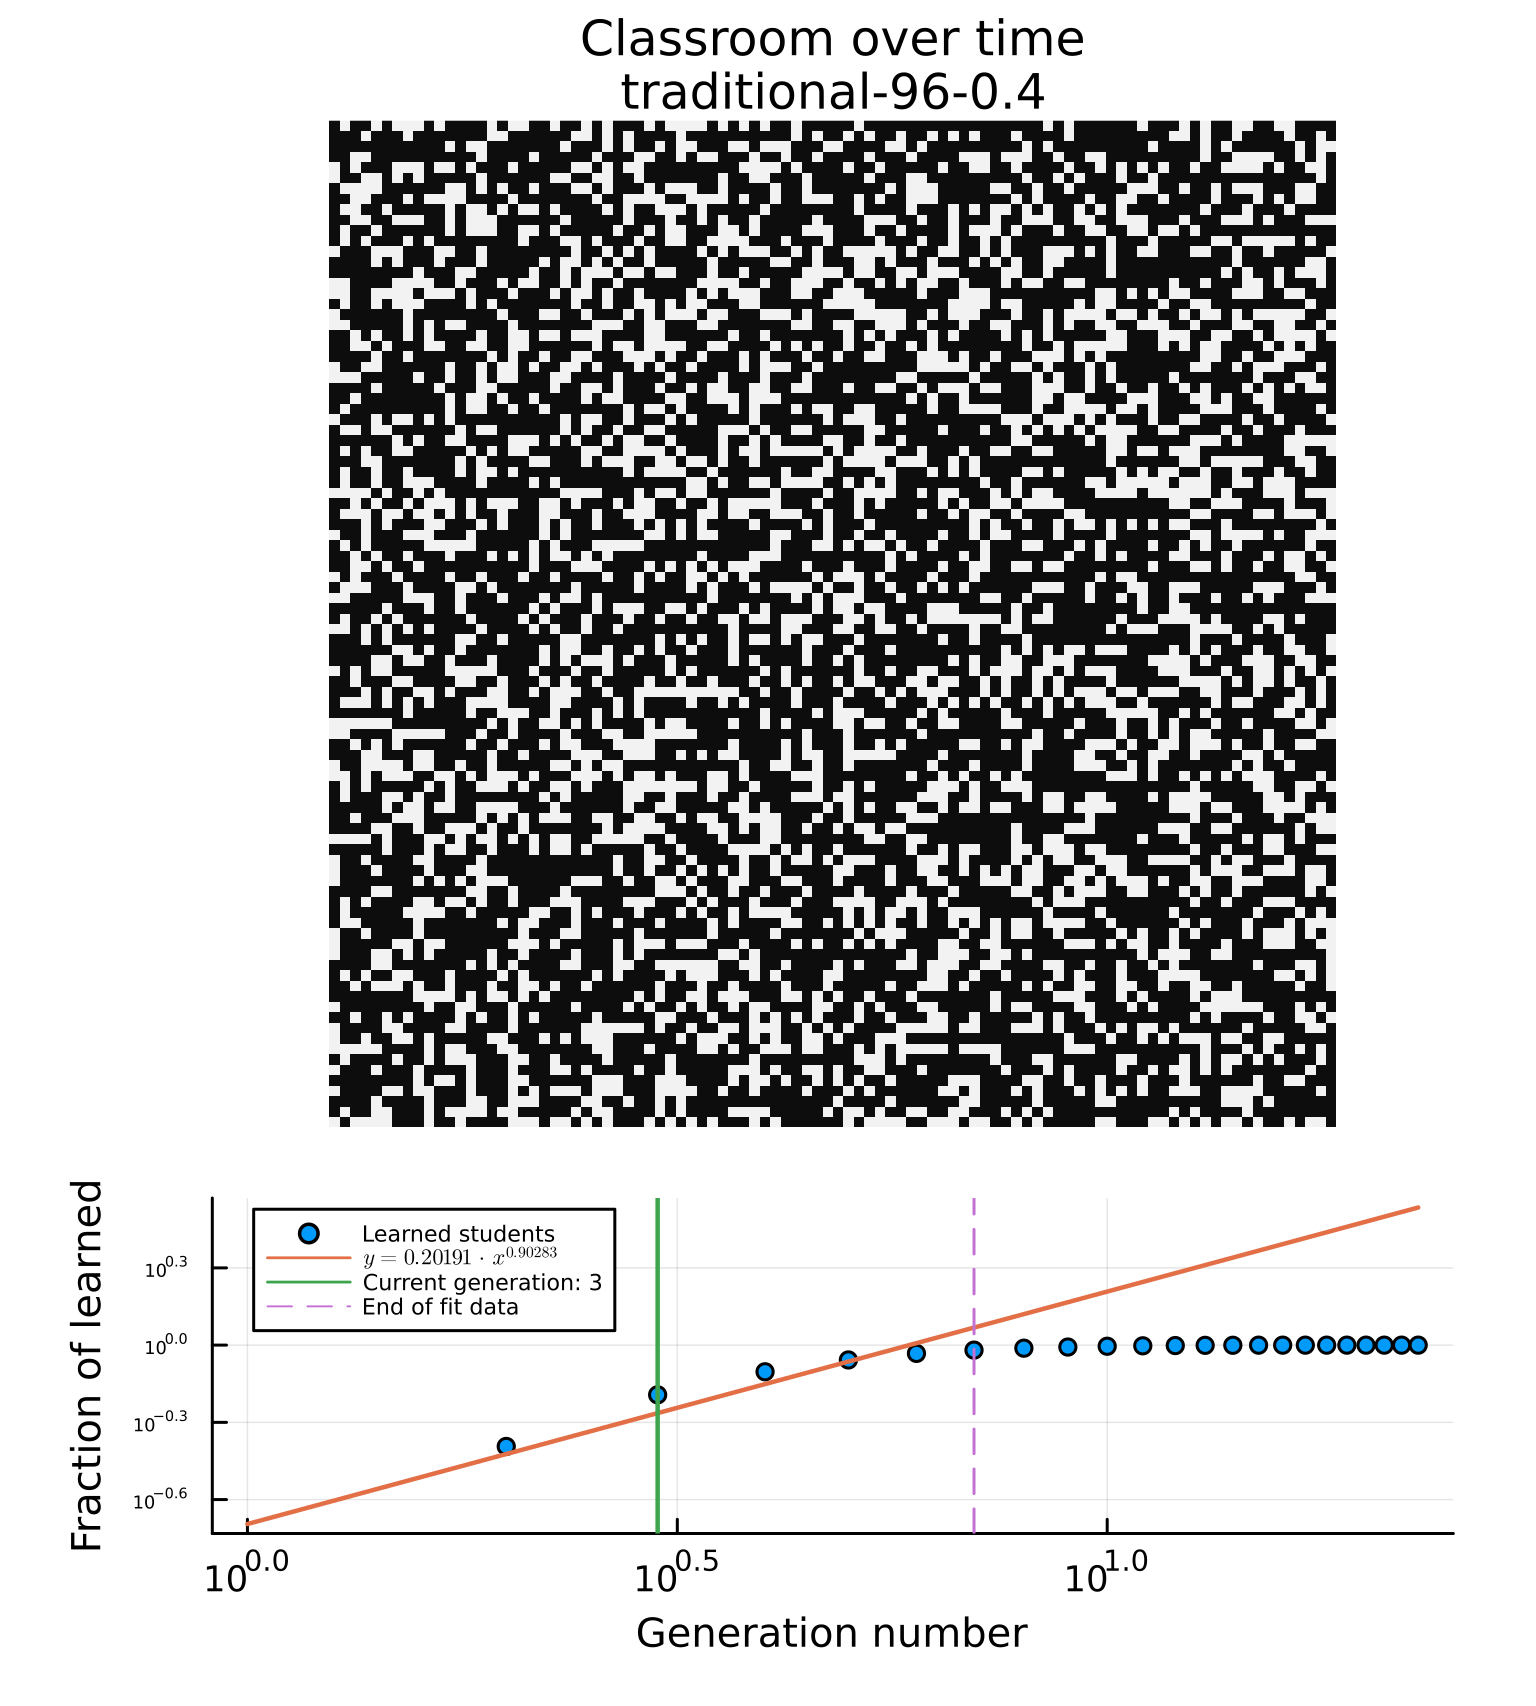 Classroom over time
traditional-96-0.4
Fraction of learned
Learned students
y = 0.20191 · x^0.90283
Current generation: 3
End of fit data
10^0.3
10^0.0
10^−0.3
10^−0.6
10^0.0
10^0.5
10^1.0
Generation number